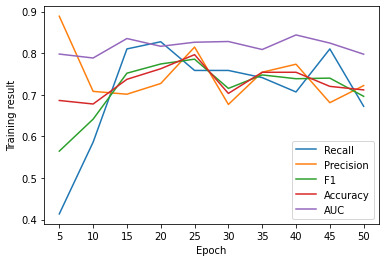 0.9
0.8
0.7
0.6
0.5
0.4
Training result
5 10 15 20 25 30 35 40 45 50
Epoch
Recall
Precision
F1
Accuracy
AUC